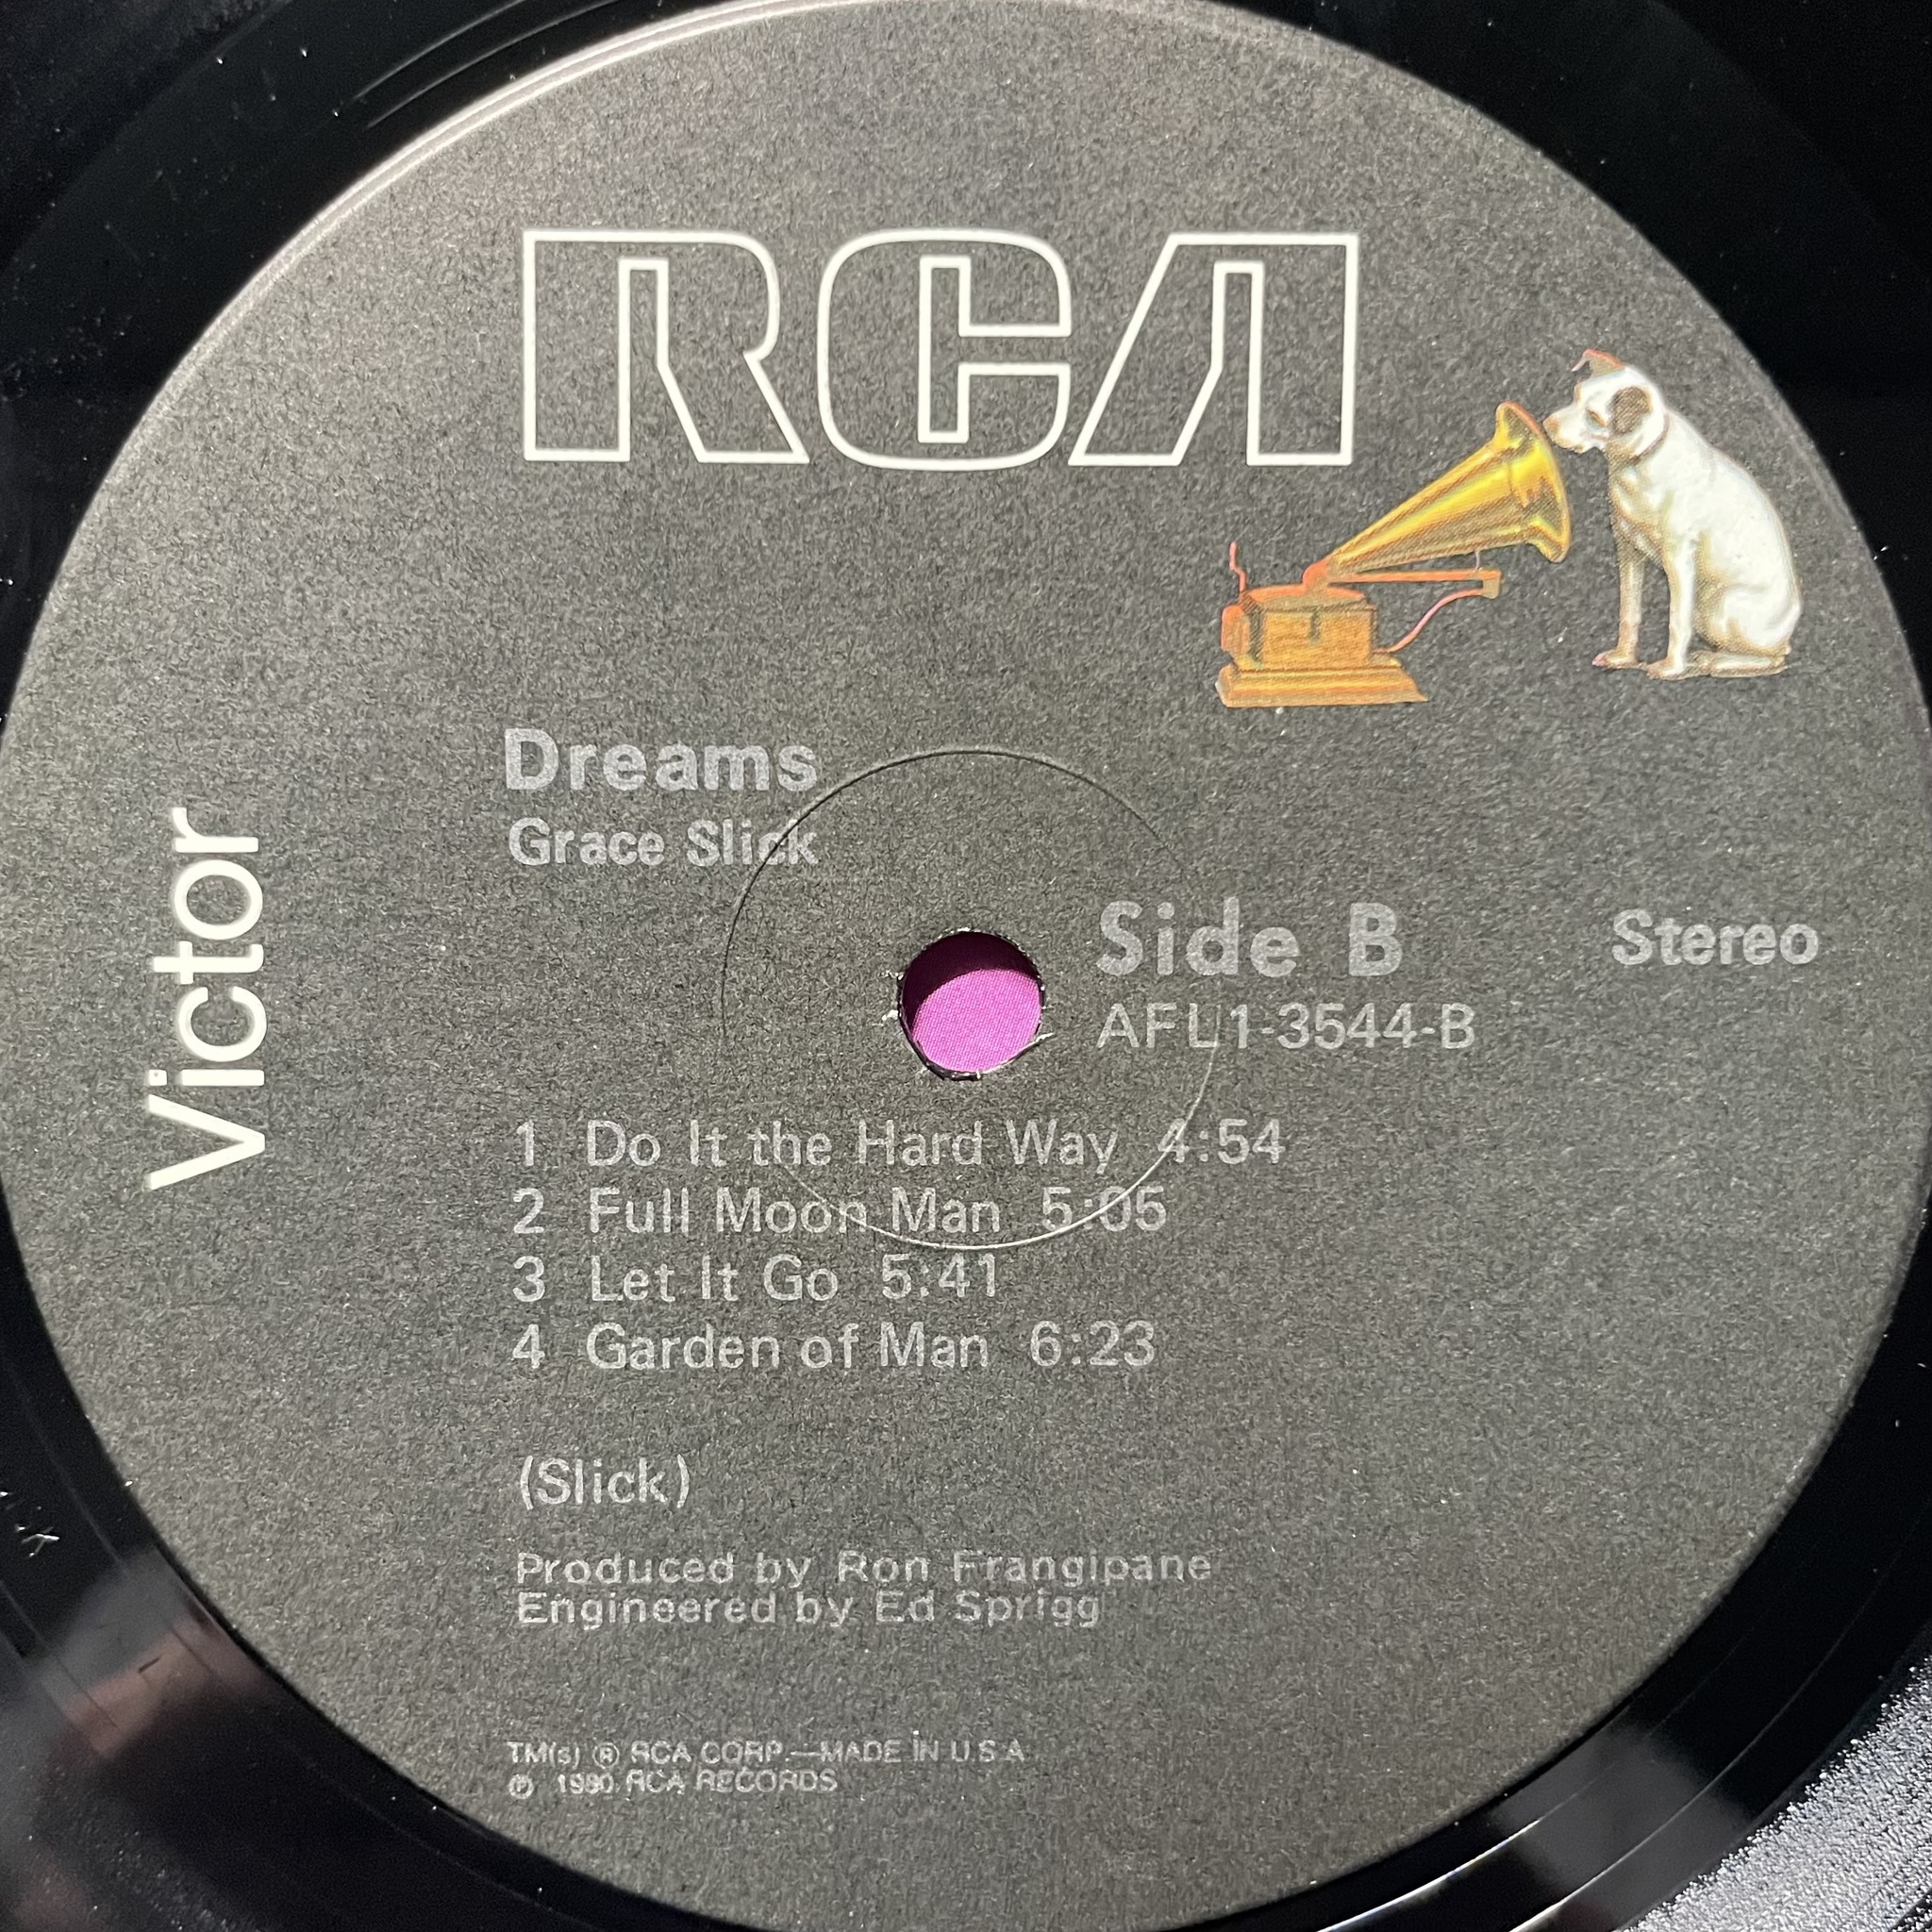 RCA
Victor
Dreams
Grace Slick
Side B
Stereo
AFL1-3544-B
1 Do It the Hard Way 4:54
2 Full Moon Man 5:05
3 Let It Go 5:41
4 Garden of Man 6:23
(Slick)
Produced by Ron Frangipane
Engineered by Ed Sprigg
TM(s) ® RCA CORP.—MADE IN U.S.A
℗ 1980 RCA RECORDS